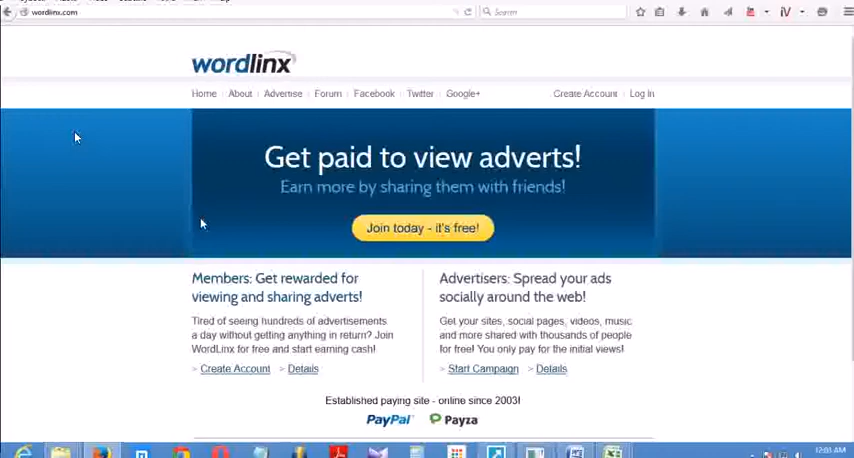 wordlinx.com
Search
wordlinx
Home
About
Advertise
Forum
Facebook
Twitter
Google+
Create Account
Log In
Get paid to view adverts!
Earn more by sharing them with friends!
Join today - it's free!
Members: Get rewarded for
viewing and sharing adverts!
Tired of seeing hundreds of advertisements
a day without getting anything in return? Join
WordLinx for free and start earning cash!
> Create Account > Details
Advertisers: Spread your ads
socially around the web!
Get your sites, social pages, videos, music
and more shared with thousands of people
for free! You only pay for the initial views!
> Start Campaign > Details
Established paying site - online since 2003!
PayPal
Payza